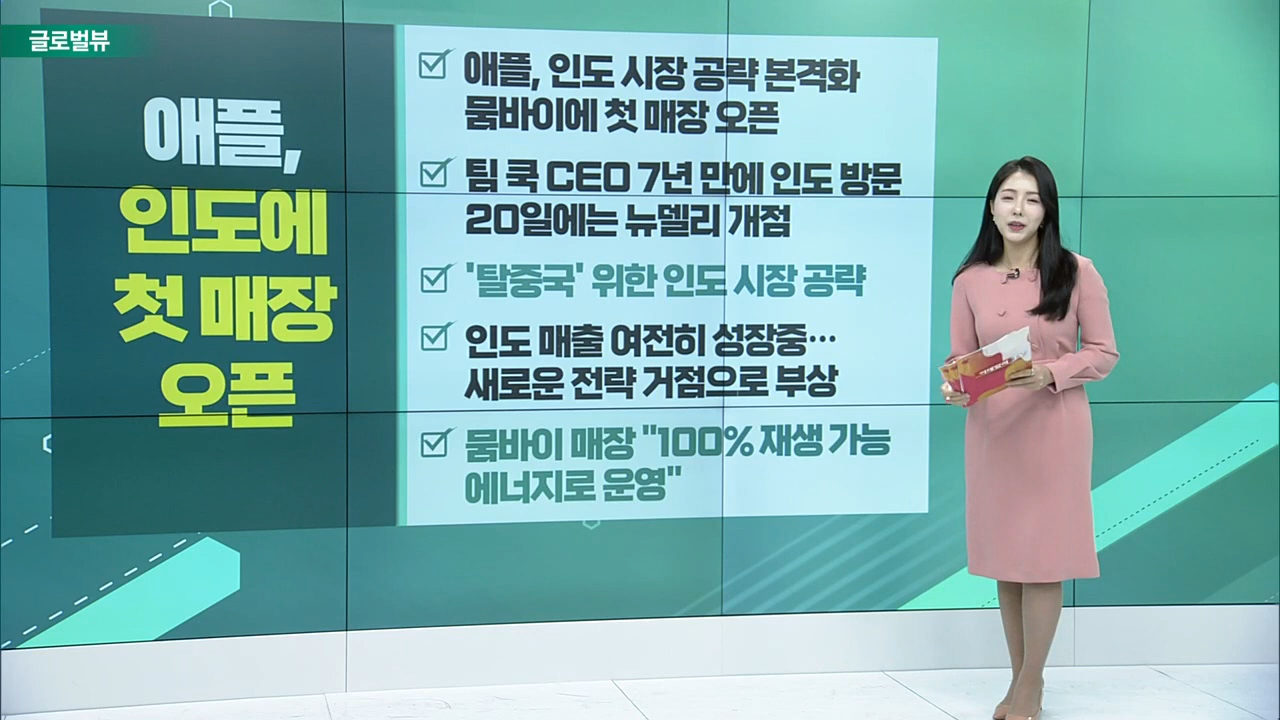 글로벌뷰
애플,
인도에
첫 매장
오픈
애플, 인도 시장 공략 본격화
뭄바이에 첫 매장 오픈
팀 쿡 CEO 7년 만에 인도 방문
20일에는 뉴델리 개점
'탈중국' 위한 인도 시장 공략
인도 매출 여전히 성장중…
새로운 전략 거점으로 부상
뭄바이 매장 "100% 재생 가능
에너지로 운영"